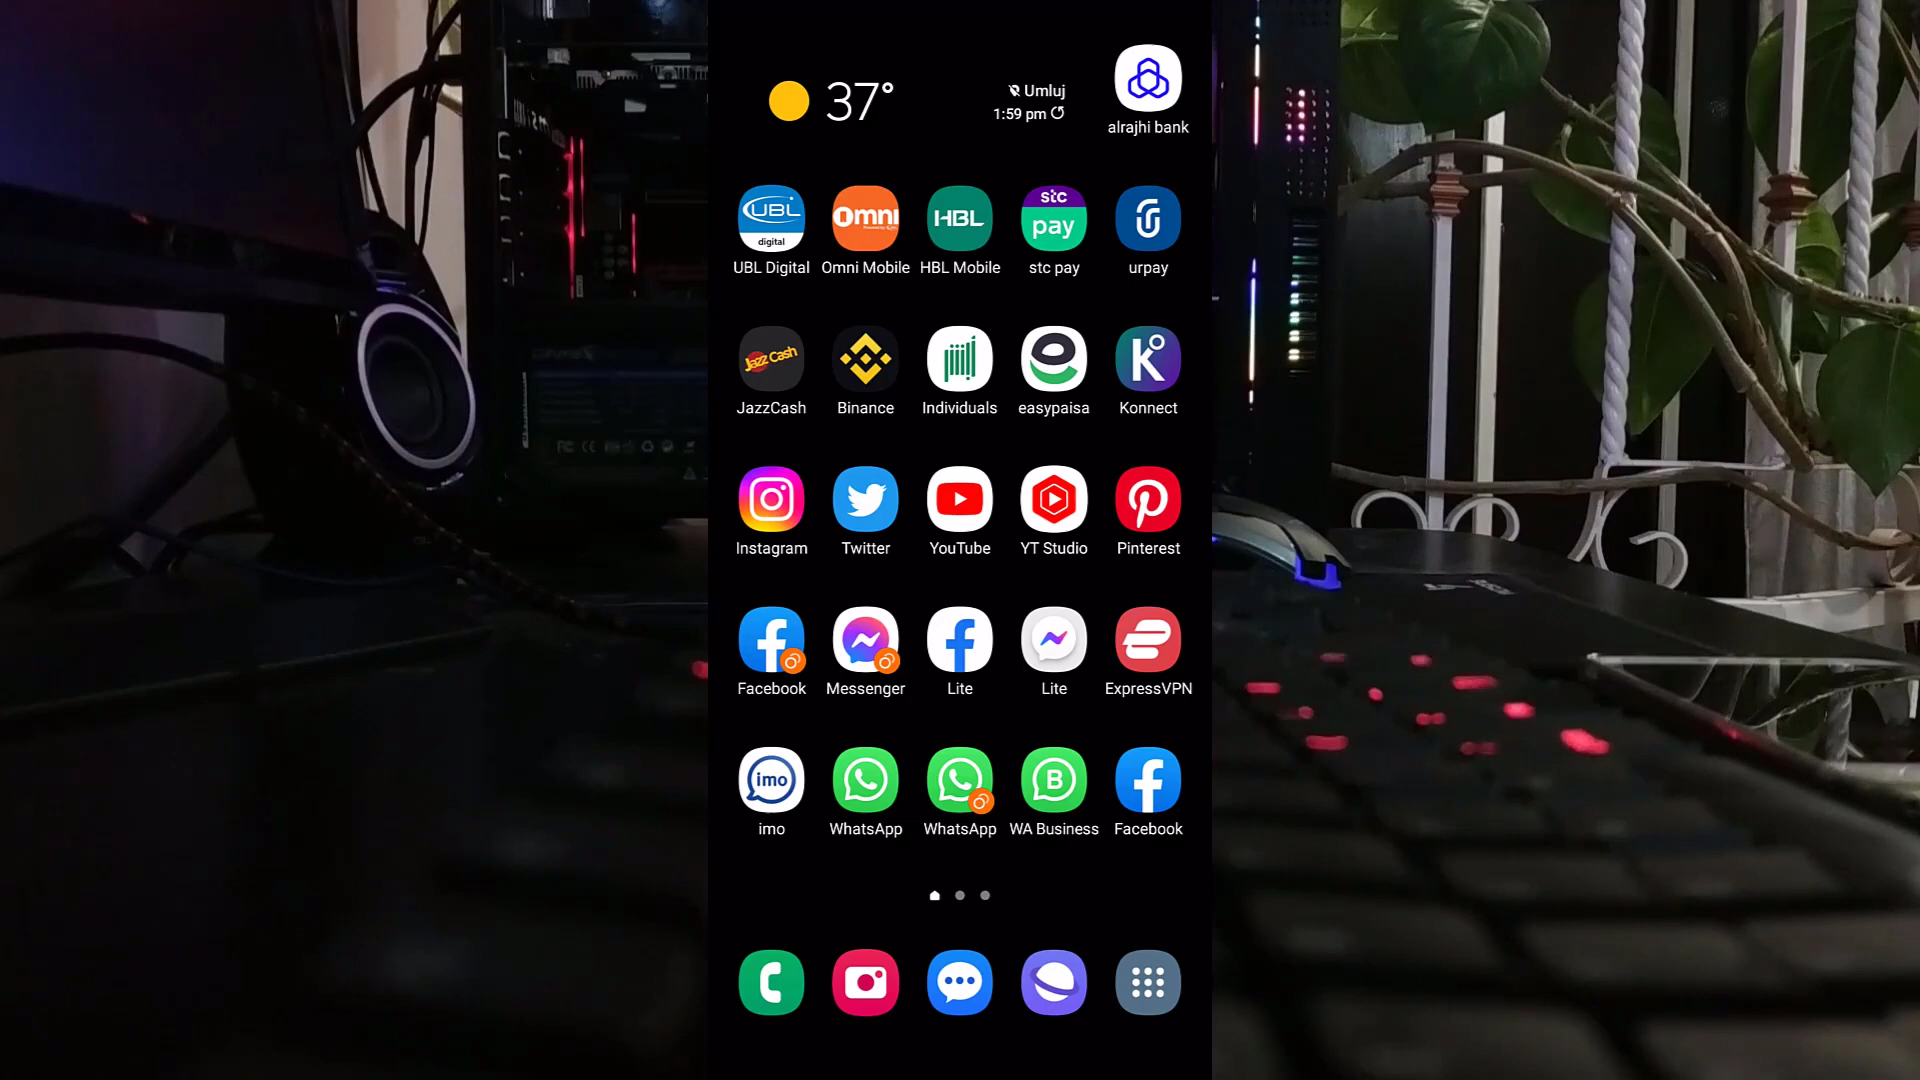 37°
Umluj
1:59 pm
alrajhi bank
UBL
digital
Omni
HBL
stc
pay
UBL Digital
Omni Mobile
HBL Mobile
stc pay
urpay
Jazz Cash
K
JazzCash
Binance
Individuals
easypaisa
Konnect
Instagram
Twitter
YouTube
YT Studio
Pinterest
Facebook
Messenger
Lite
Lite
ExpressVPN
imo
B
imo
WhatsApp
WhatsApp
WA Business
Facebook